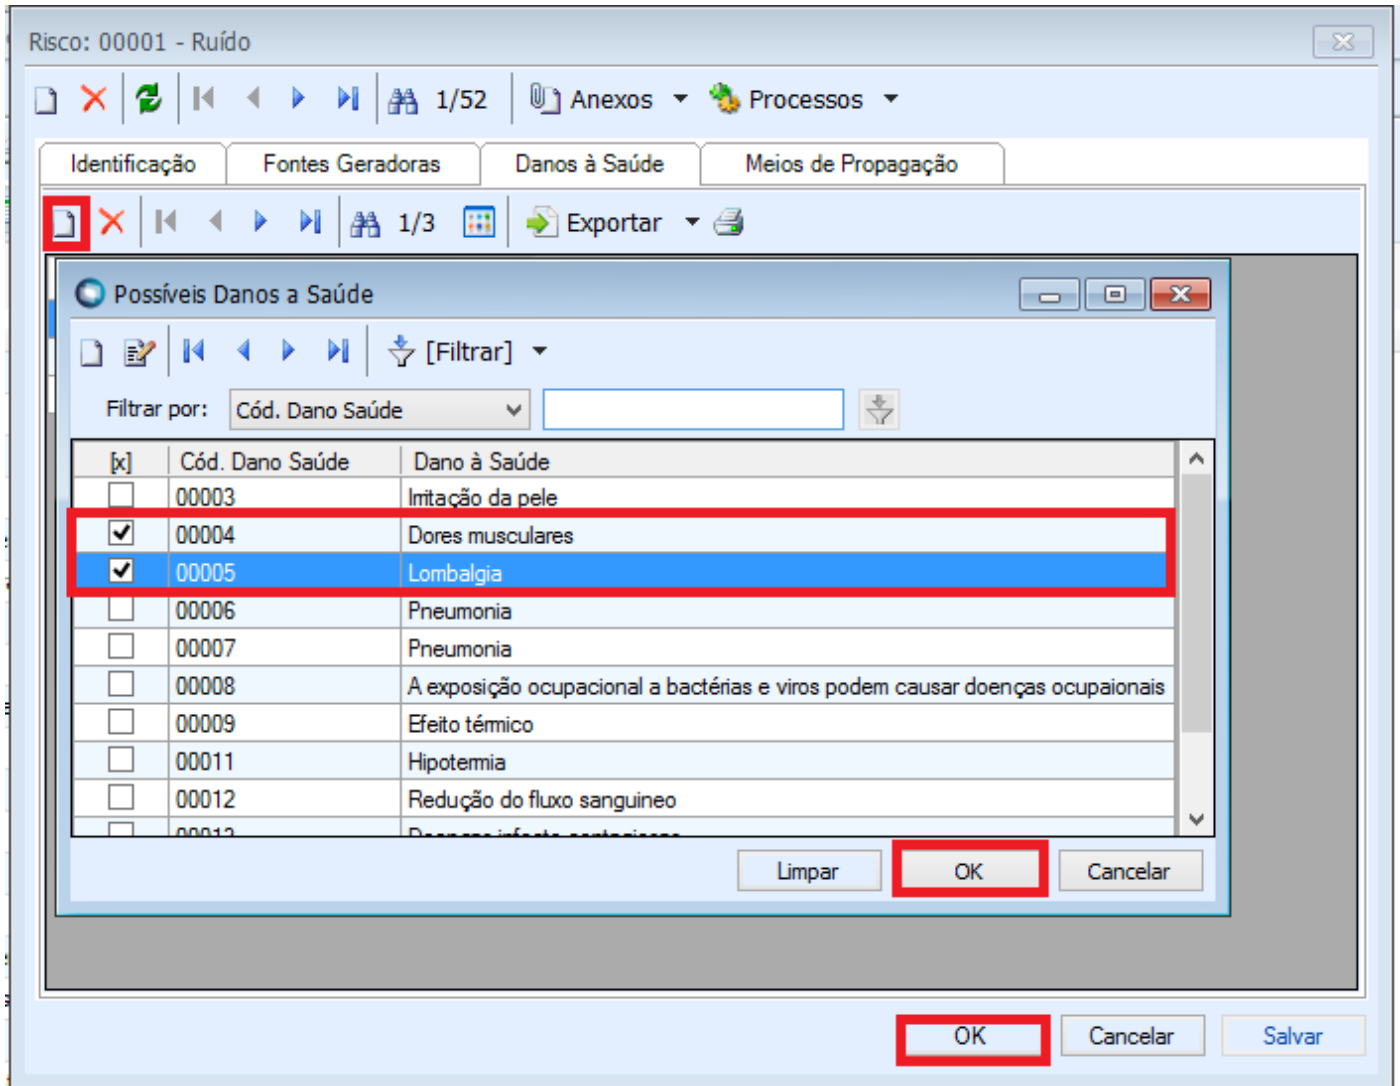 Risco: 00001 - Ruído
1/52 Anexos Processos
Identificação Fontes Geradoras Danos à Saúde Meios de Propagação
1/3 Exportar
Possíveis Danos a Saúde
[Filtrar]
Filtrar por: Cód. Dano Saúde
[x] Cód. Dano Saúde Dano à Saúde
00003 Irritação da pele
00004 Dores musculares
00005 Lombalgia
00006 Pneumonia
00007 Pneumonia
00008 A exposição ocupacional a bactérias e viros podem causar doenças ocupaionais
00009 Efeito térmico
00011 Hipotermia
00012 Redução do fluxo sanguineo
Limpar OK Cancelar
OK Cancelar Salvar